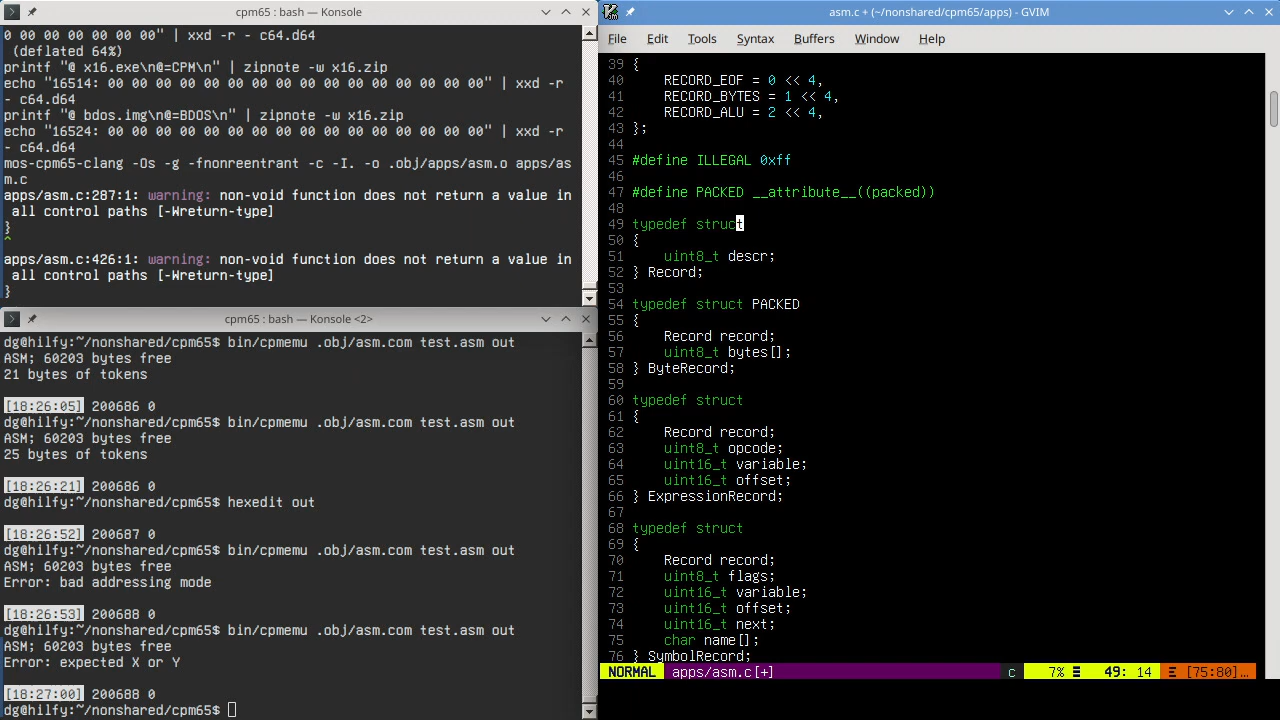 cpm65 : bash — Konsole
0 00 00 00 00 00" | xxd -r - c64.d64
 (deflated 64%)
printf "@ x16.exe\n@=CPM\n" | zipnote -w x16.zip
echo "16514: 00 00 00 00 00 00 00 00 00 00 00 00 00 00 00 00" | xxd -r
- c64.d64
printf "@ bdos.img\n@=BDOS\n" | zipnote -w x16.zip
echo "16524: 00 00 00 00 00 00 00 00 00 00 00 00 00 00 00 00" | xxd -r
- c64.d64
mos-cpm65-clang -Os -g -fnonreentrant -c -I. -o .obj/apps/asm.o apps/as
m.c
apps/asm.c:287:1: warning: non-void function does not return a value in
 all control paths [-Wreturn-type]
}
^
apps/asm.c:426:1: warning: non-void function does not return a value in
 all control paths [-Wreturn-type]
}
cpm65 : bash — Konsole <2>
dg@hilfy:~/nonshared/cpm65$ bin/cpmemu .obj/asm.com test.asm out
ASM; 60203 bytes free
21 bytes of tokens
[18:26:05] 200686 0
dg@hilfy:~/nonshared/cpm65$ bin/cpmemu .obj/asm.com test.asm out
ASM; 60203 bytes free
25 bytes of tokens
[18:26:21] 200686 0
dg@hilfy:~/nonshared/cpm65$ hexedit out
[18:26:52] 200687 0
dg@hilfy:~/nonshared/cpm65$ bin/cpmemu .obj/asm.com test.asm out
ASM; 60203 bytes free
Error: bad addressing mode
[18:26:53] 200688 0
dg@hilfy:~/nonshared/cpm65$ bin/cpmemu .obj/asm.com test.asm out
ASM; 60203 bytes free
Error: expected X or Y
[18:27:00] 200688 0
dg@hilfy:~/nonshared/cpm65$
asm.c + (~/nonshared/cpm65/apps) - GVIM
File Edit Tools Syntax Buffers Window Help
39 {
40     RECORD_EOF = 0 << 4,
41     RECORD_BYTES = 1 << 4,
42     RECORD_ALU = 2 << 4,
43 };
44
45 #define ILLEGAL 0xff
46
47 #define PACKED __attribute__((packed))
48
49 typedef struct
50 {
51     uint8_t descr;
52 } Record;
53
54 typedef struct PACKED
55 {
56     Record record;
57     uint8_t bytes[];
58 } ByteRecord;
59
60 typedef struct
61 {
62     Record record;
63     uint8_t opcode;
64     uint16_t variable;
65     uint16_t offset;
66 } ExpressionRecord;
67
68 typedef struct
69 {
70     Record record;
71     uint8_t flags;
72     uint16_t variable;
73     uint16_t offset;
74     uint16_t next;
75     char name[];
76 } SymbolRecord;
NORMAL apps/asm.c[+] c 7% ≡ 49: 14 Ξ [75:80]…